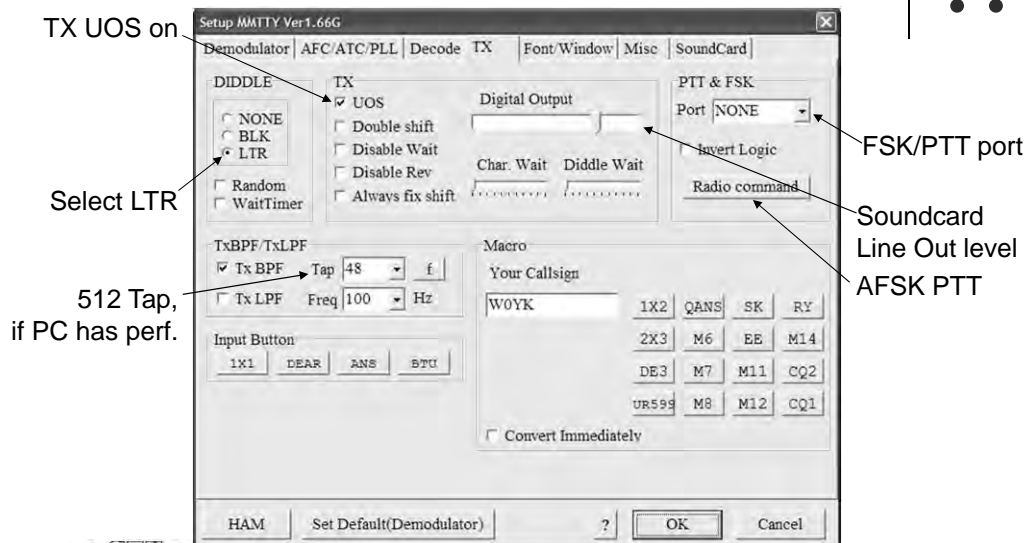 TX UOS on
Select LTR
512 Tap,
if PC has perf.
Setup MMTTY Ver1.66G
Demodulator AFC/ATC/PLL Decode TX Font/Window Misc SoundCard
DIDDLE
NONE
BLK
LTR
Random
WaitTimer
TX
UOS
Double shift
Disable Wait
Disable Rev
Always fix shift
Digital Output
Char. Wait Diddle Wait
PTT & FSK
Port NONE
Invert Logic
Radio command
TxBPF/TxLPF
Tx BPF Tap 48 f
Tx LPF Freq 100 Hz
Input Button
1X1 DEAR ANS BTU
Macro
Your Callsign
W0YK
1X2 QANS SK RY
2X3 M6 EE M14
DE3 M7 M11 CQ2
UR599 M8 M12 CQ1
Convert Immediately
HAM Set Default(Demodulator) ? OK Cancel
FSK/PTT port
Soundcard
Line Out level
AFSK PTT